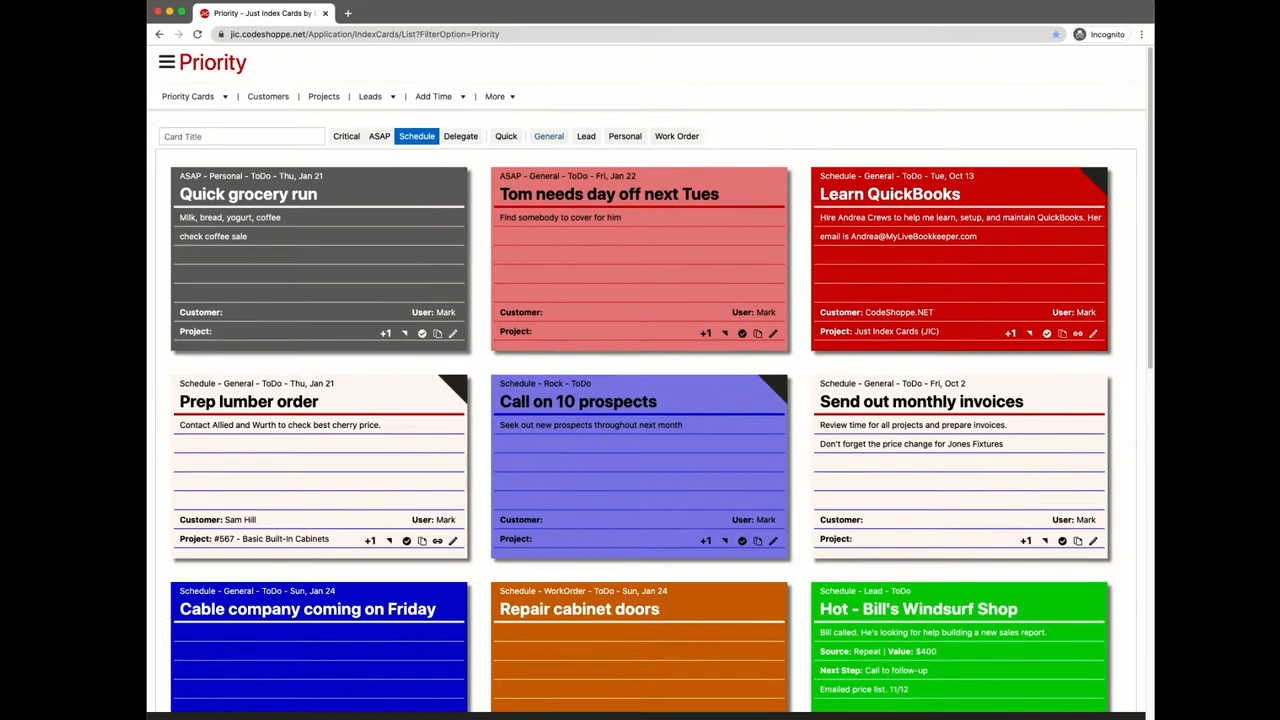 Priority - Just Index Cards by C
jic.codeshoppe.net/Application/IndexCards/List?FilterOption=Priority
Incognito
Priority
Priority Cards | Customers | Projects | Leads | Add Time | More
Card Title
Critical ASAP Schedule Delegate Quick General Lead Personal Work Order
ASAP - Personal - ToDo - Thu, Jan 21
Quick grocery run
Milk, bread, yogurt, coffee
check coffee sale
Customer: User: Mark
Project: +1
ASAP - General - ToDo - Fri, Jan 22
Tom needs day off next Tues
Find somebody to cover for him
Customer: User: Mark
Project: +1
Schedule - General - ToDo - Tue, Oct 13
Learn QuickBooks
Hire Andrea Crews to help me learn, setup, and maintain QuickBooks. Her
email is Andrea@MyLiveBookkeeper.com
Customer: CodeShoppe.NET User: Mark
Project: Just Index Cards (JIC) +1
Schedule - General - ToDo - Thu, Jan 21
Prep lumber order
Contact Allied and Wurth to check best cherry price.
Customer: Sam Hill User: Mark
Project: #567 - Basic Built-In Cabinets +1
Schedule - Rock - ToDo
Call on 10 prospects
Seek out new prospects throughout next month
Customer: User: Mark
Project: +1
Schedule - General - ToDo - Fri, Oct 2
Send out monthly invoices
Review time for all projects and prepare invoices.
Don't forget the price change for Jones Fixtures
Customer: User: Mark
Project: +1
Schedule - General - ToDo - Sun, Jan 24
Cable company coming on Friday
Schedule - WorkOrder - ToDo - Sun, Jan 24
Repair cabinet doors
Schedule - Lead - ToDo
Hot - Bill's Windsurf Shop
Bill called. He's looking for help building a new sales report.
Source: Repeat | Value: $400
Next Step: Call to follow-up
Emailed price list. 11/12